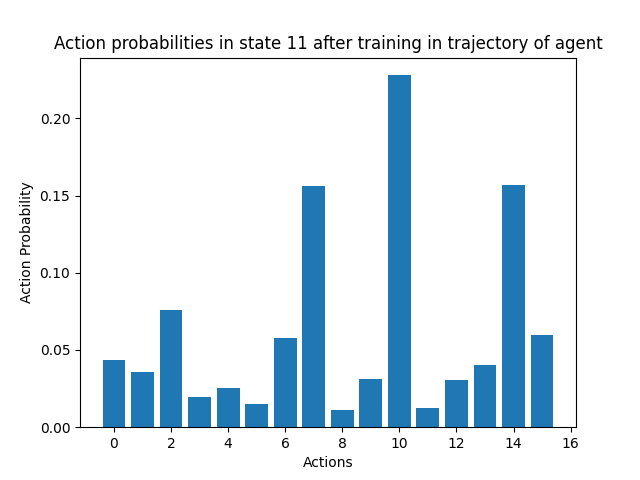 Action probabilities in state 11 after training in trajectory of agent
Action Probability
0.20
0.15
0.10
0.05
0.00
0 2 4 6 8 10 12 14 16
Actions